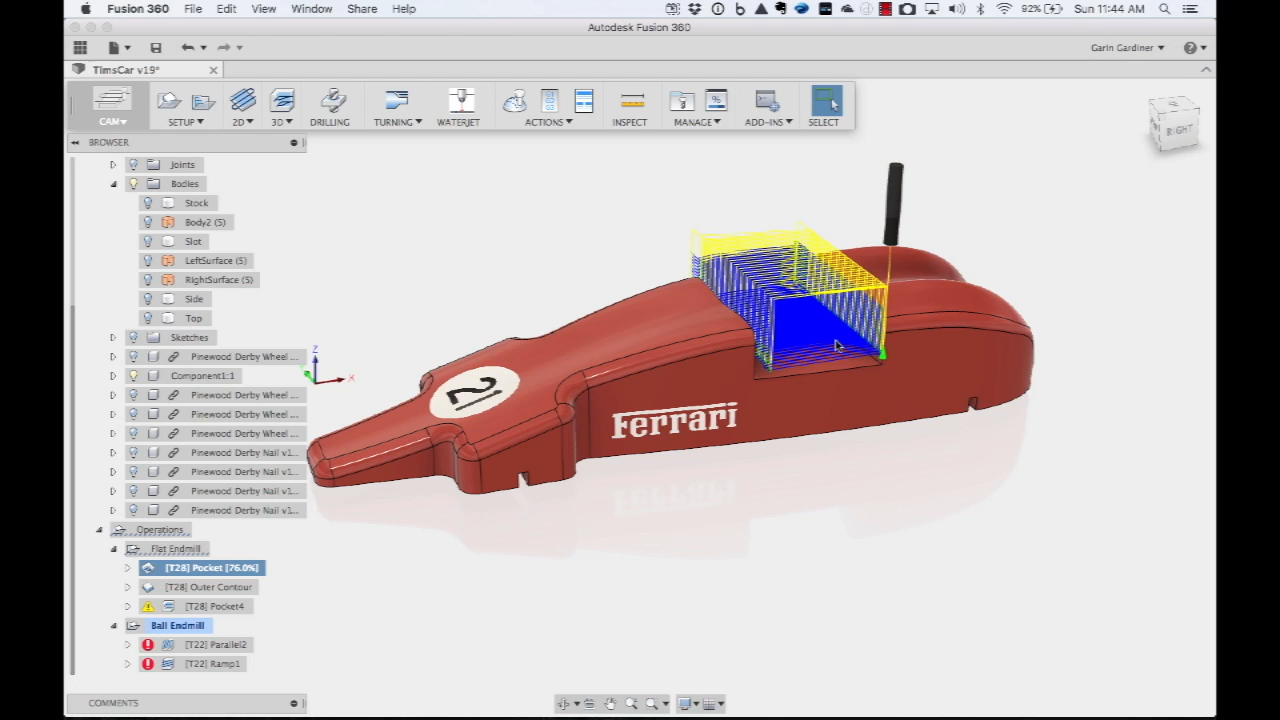 Fusion 360 File Edit View Window Share Help 92% Sun 11:44 AM
Autodesk Fusion 360
Garin Gardiner
TimsCar v19*
CAM SETUP 2D 3D DRILLING TURNING WATERJET ACTIONS INSPECT MANAGE ADD-INS SELECT
RIGHT
BROWSER
Joints
Bodies
Stock
Body2 (5)
Slot
LeftSurface (5)
RightSurface (5)
Side
Top
Sketches
Pinewood Derby Wheel ...
Component1:1
Pinewood Derby Wheel ...
Pinewood Derby Wheel ...
Pinewood Derby Wheel ...
Pinewood Derby Nail v1...
Pinewood Derby Nail v1...
Pinewood Derby Nail v1...
Pinewood Derby Nail v1...
Operations
Flat Endmill
[T28] Pocket [76.0%]
[T28] Outer Contour
[T28] Pocket4
Ball Endmill
[T22] Parallel2
[T22] Ramp1
COMMENTS
Z
X
21
Ferrari